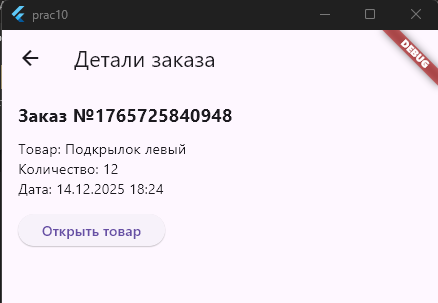 prac10
DEBUG
Детали заказа
Заказ №1765725840948
Товар: Подкрылок левый
Количество: 12
Дата: 14.12.2025 18:24
Открыть товар